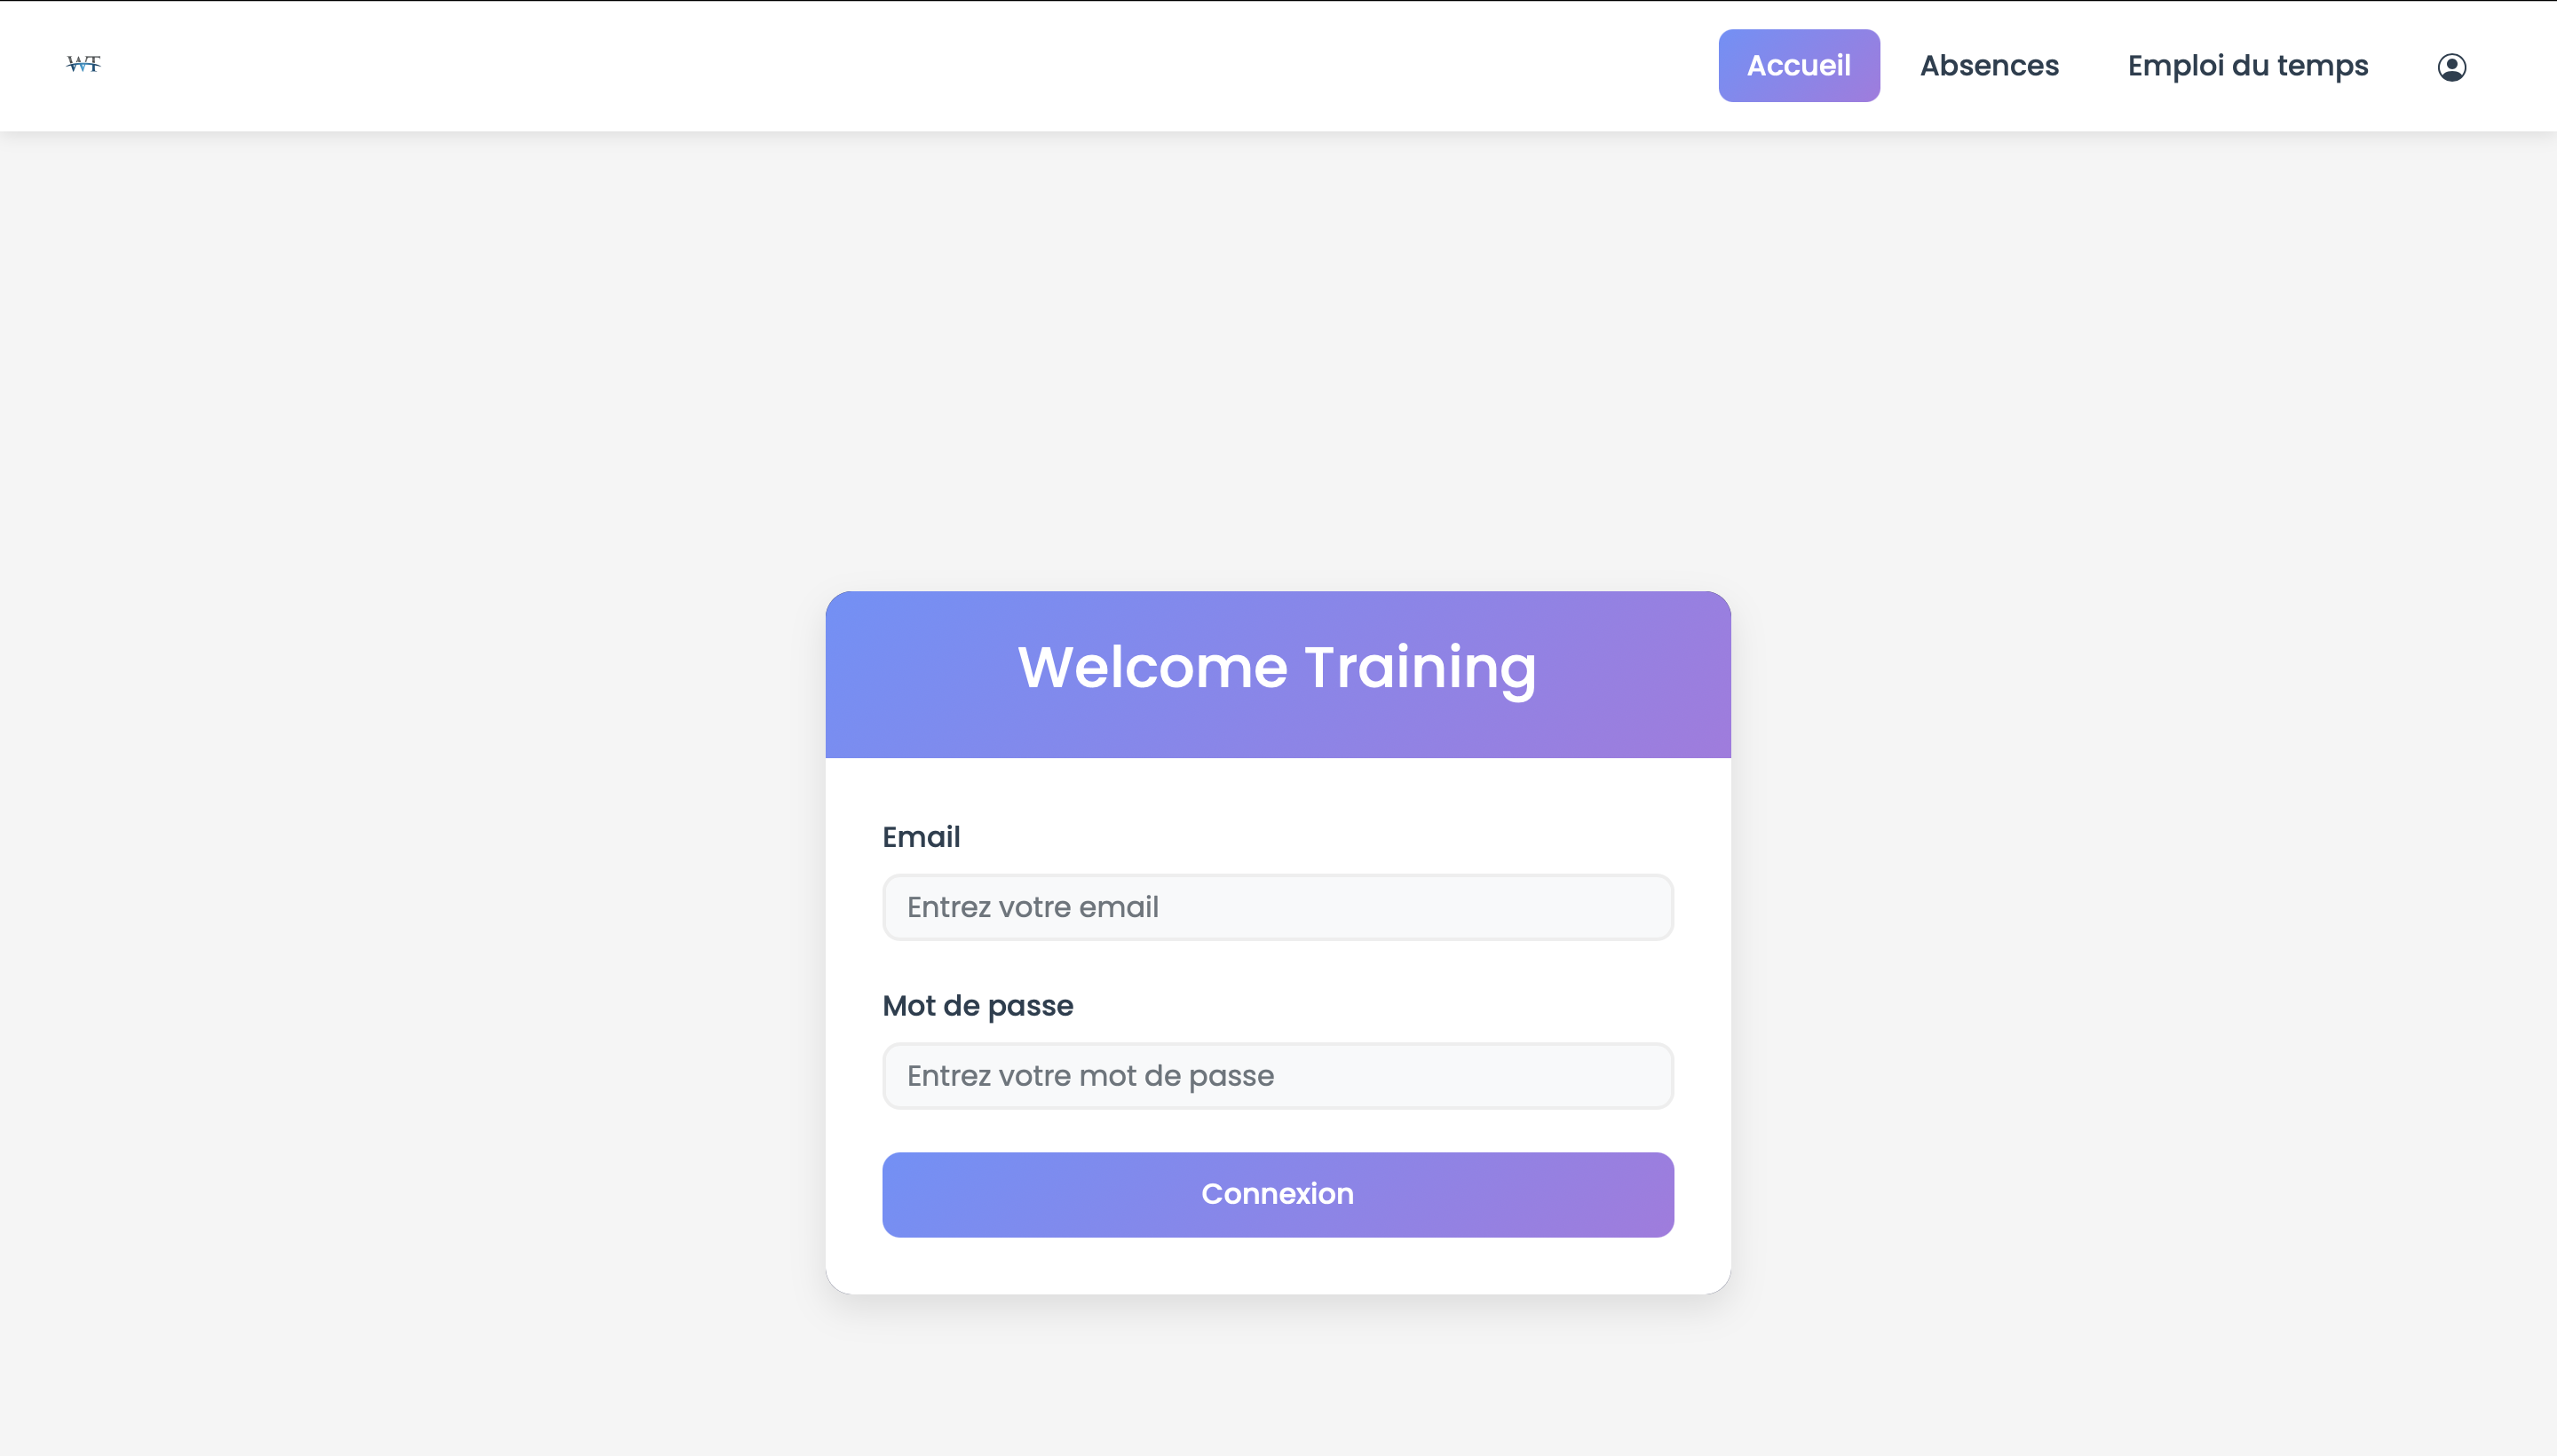 WT
Accueil
Absences
Emploi du temps
Welcome Training
Email
Entrez votre email
Mot de passe
Entrez votre mot de passe
Connexion